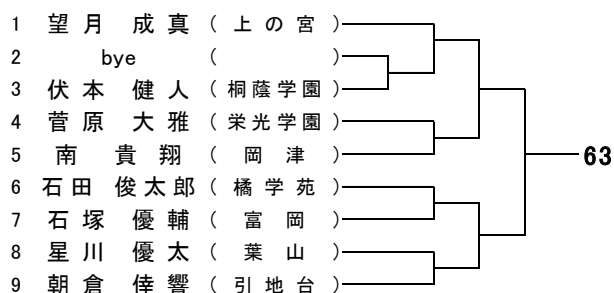 1 望月 成真 (上の宮)
2 bye ( )
3 伏本 健人 (桐蔭学園)
4 菅原 大雅 (栄光学園)
5 南 貴翔 (岡津)
63
6 石田 俊太郎 (橘学苑)
7 石塚 優輔 (富岡)
8 星川 優太 (葉山)
9 朝倉 倖響 (引地台)